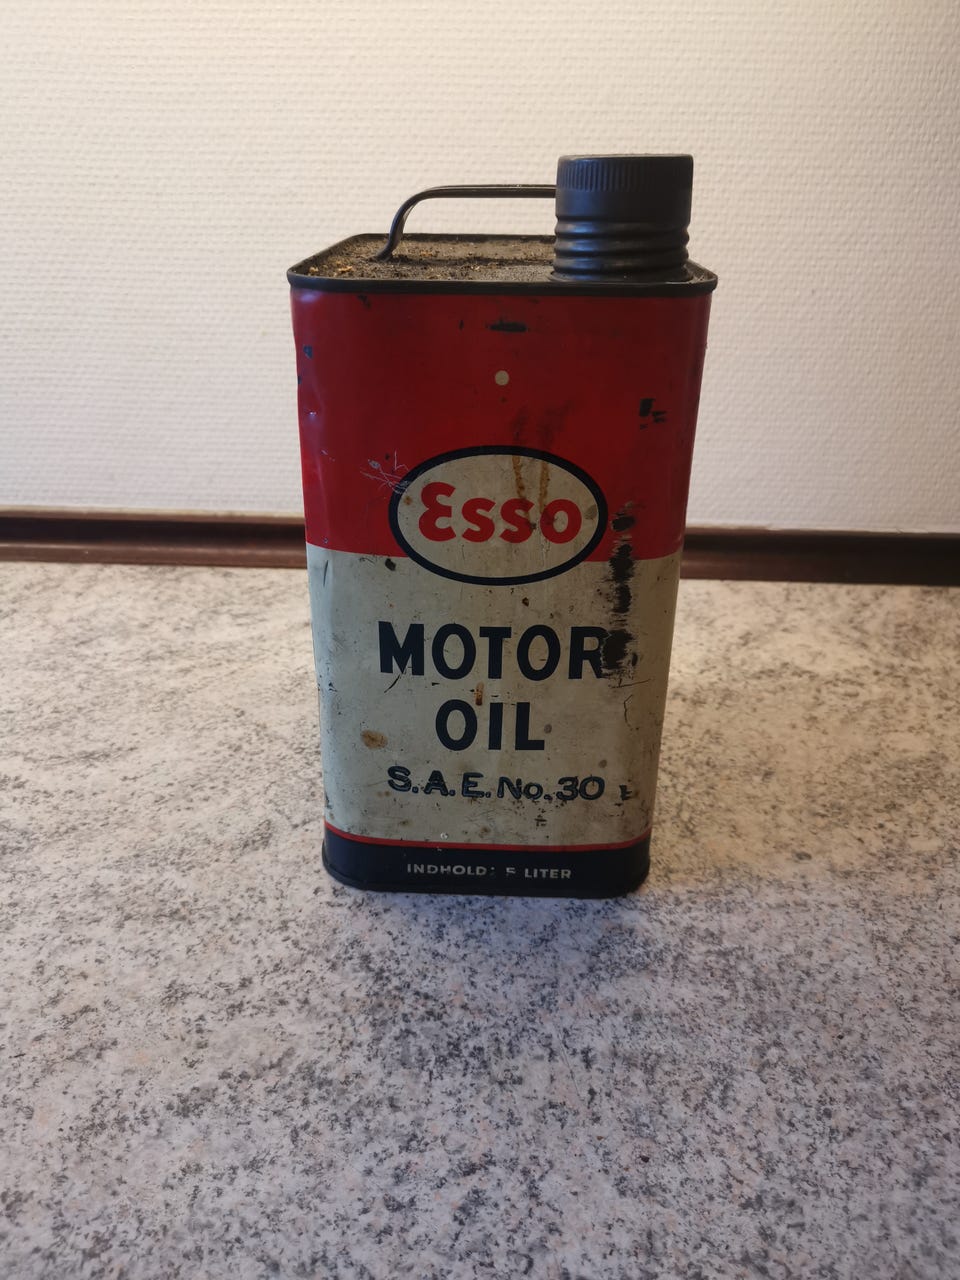 Esso
MOTOR
OIL
S.A.E. No. 30
INDHOLD: 5 LITER